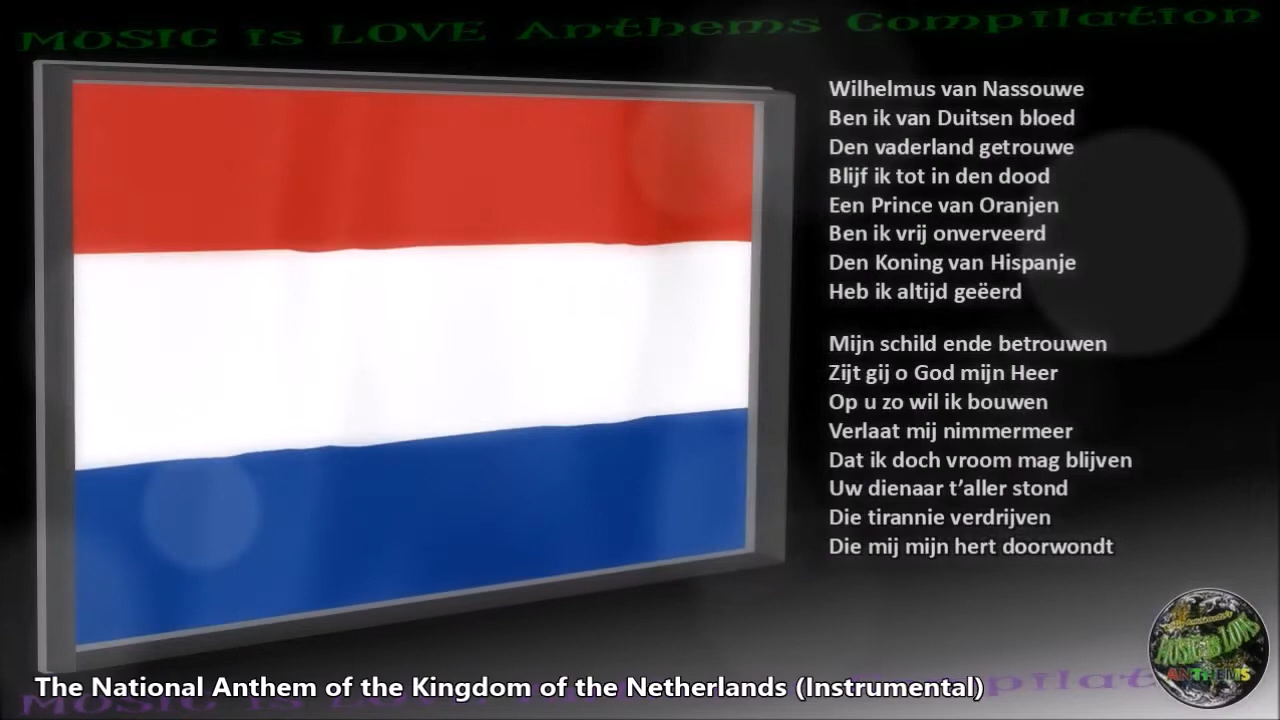 MUSIC is LOVE Anthems Compilation
Wilhelmus van Nassouwe
Ben ik van Duitsen bloed
Den vaderland getrouwe
Blijf ik tot in den dood
Een Prince van Oranjen
Ben ik vrij onverveerd
Den Koning van Hispanje
Heb ik altijd geëerd
Mijn schild ende betrouwen
Zijt gij o God mijn Heer
Op u zo wil ik bouwen
Verlaat mij nimmermeer
Dat ik doch vroom mag blijven
Uw dienaar t’aller stond
Die tirannie verdrijven
Die mij mijn hert doorwondt
MUSIC IS LOVE
ANTHEMS
The National Anthem of the Kingdom of the Netherlands (Instrumental)